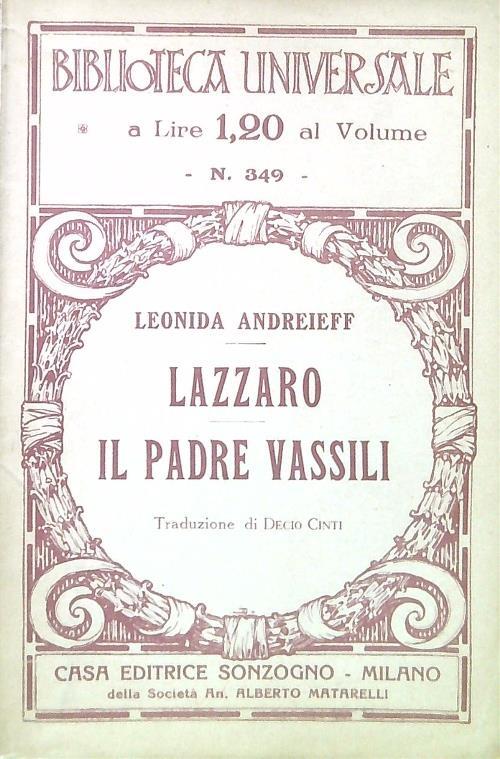 BIBLIOTECA UNIVERSALE
a Lire 1,20 al Volume
- N. 349 -
LEONIDA ANDREIEFF
LAZZARO
IL PADRE VASSILI
Traduzione di DECIO CINTI
CASA EDITRICE SONZOGNO - MILANO
della Società An. ALBERTO MATARELLI